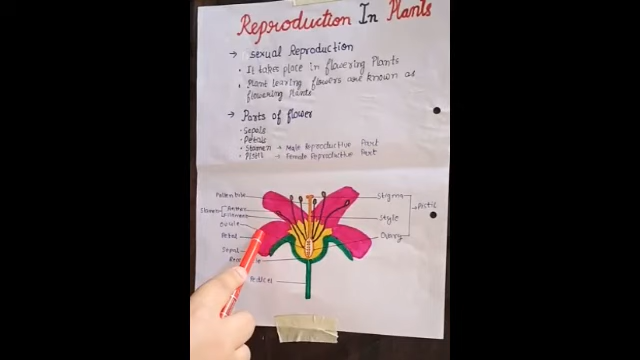 Reproduction In Plants
→ Sexual Reproduction
• It takes place in flowering Plants
• Plant bearing flowers are known as
flowering Plants
→ Parts of flower
• Sepals
• Petals
• Stamen → Male Reproductive Part
• Pistil → Female Reproductive Part
Pollen tube
Stamen
Anther
Filament
Ovule
Petal
Sepal
Pedicel
Stigma
Style
Ovary
Pistil